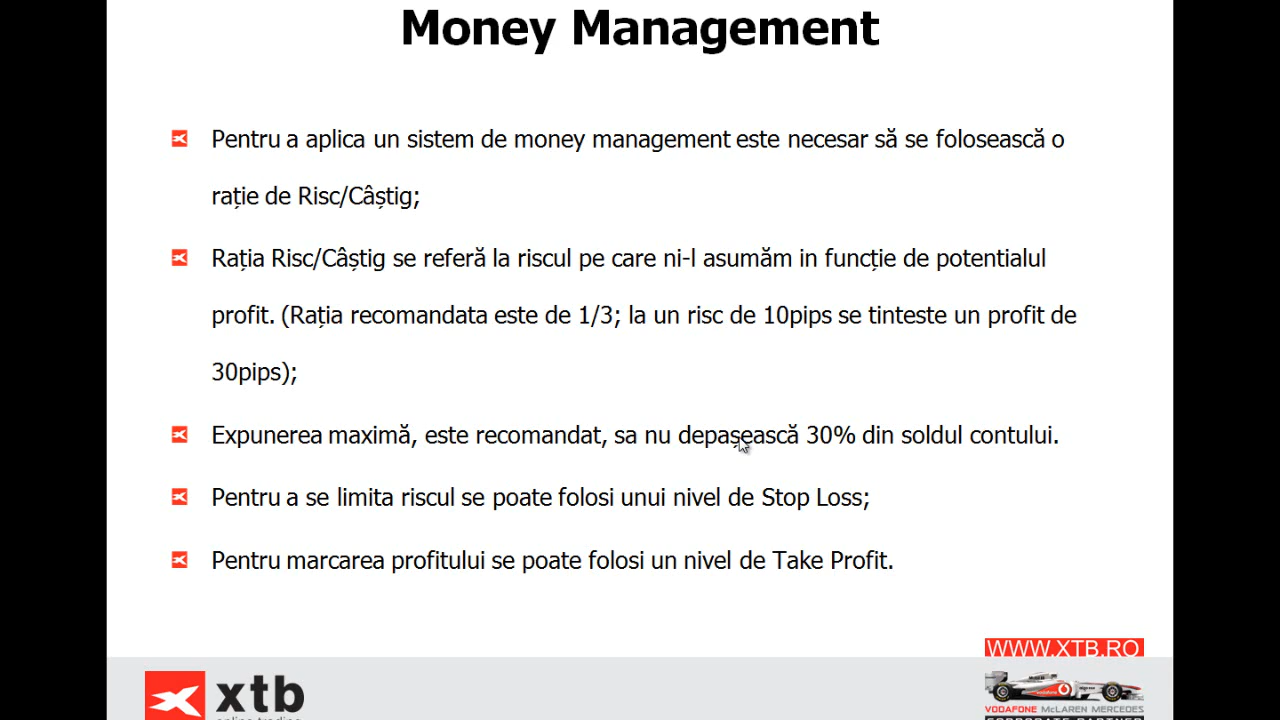 Money Management
Pentru a aplica un sistem de money management este necesar să se folosească o
rație de Risc/Câștig;
Rația Risc/Câștig se referă la riscul pe care ni-l asumăm in funcție de potentialul
profit. (Rația recomandata este de 1/3; la un risc de 10pips se tinteste un profit de
30pips);
Expunerea maximă, este recomandat, sa nu depașească 30% din soldul contului.
Pentru a se limita riscul se poate folosi unui nivel de Stop Loss;
Pentru marcarea profitului se poate folosi un nivel de Take Profit.
WWW.XTB.RO
xtb
online trading
VODAFONE McLAREN MERCEDES
CORPORATE PARTNER